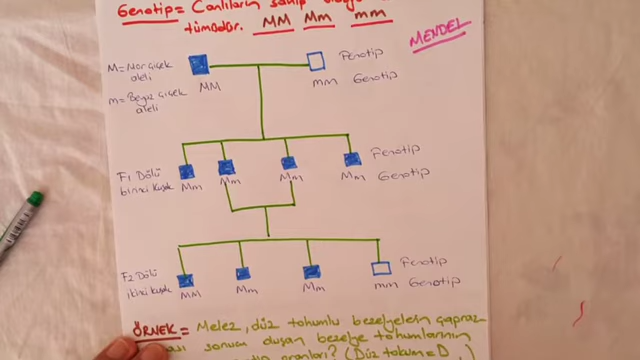 Genotip = Canlıların sahip
tümüdür. MM Mm mm
MENDEL
M = Mor çiçek aleli
m = Beyaz çiçek aleli
MM mm
Fenotip
Genotip
F1 Dölü
birinci kuşak
Mm Mm Mm Mm
Fenotip
Genotip
F2 Dölü
ikinci kuşak
MM Mm Mm mm
Fenotip
Genotip
ÖRNEK = Melez, düz tohumlu bezelyelerin çapraz
sonucu oluşan bezelye tohumlarının
oranları? (Düz tohum = D